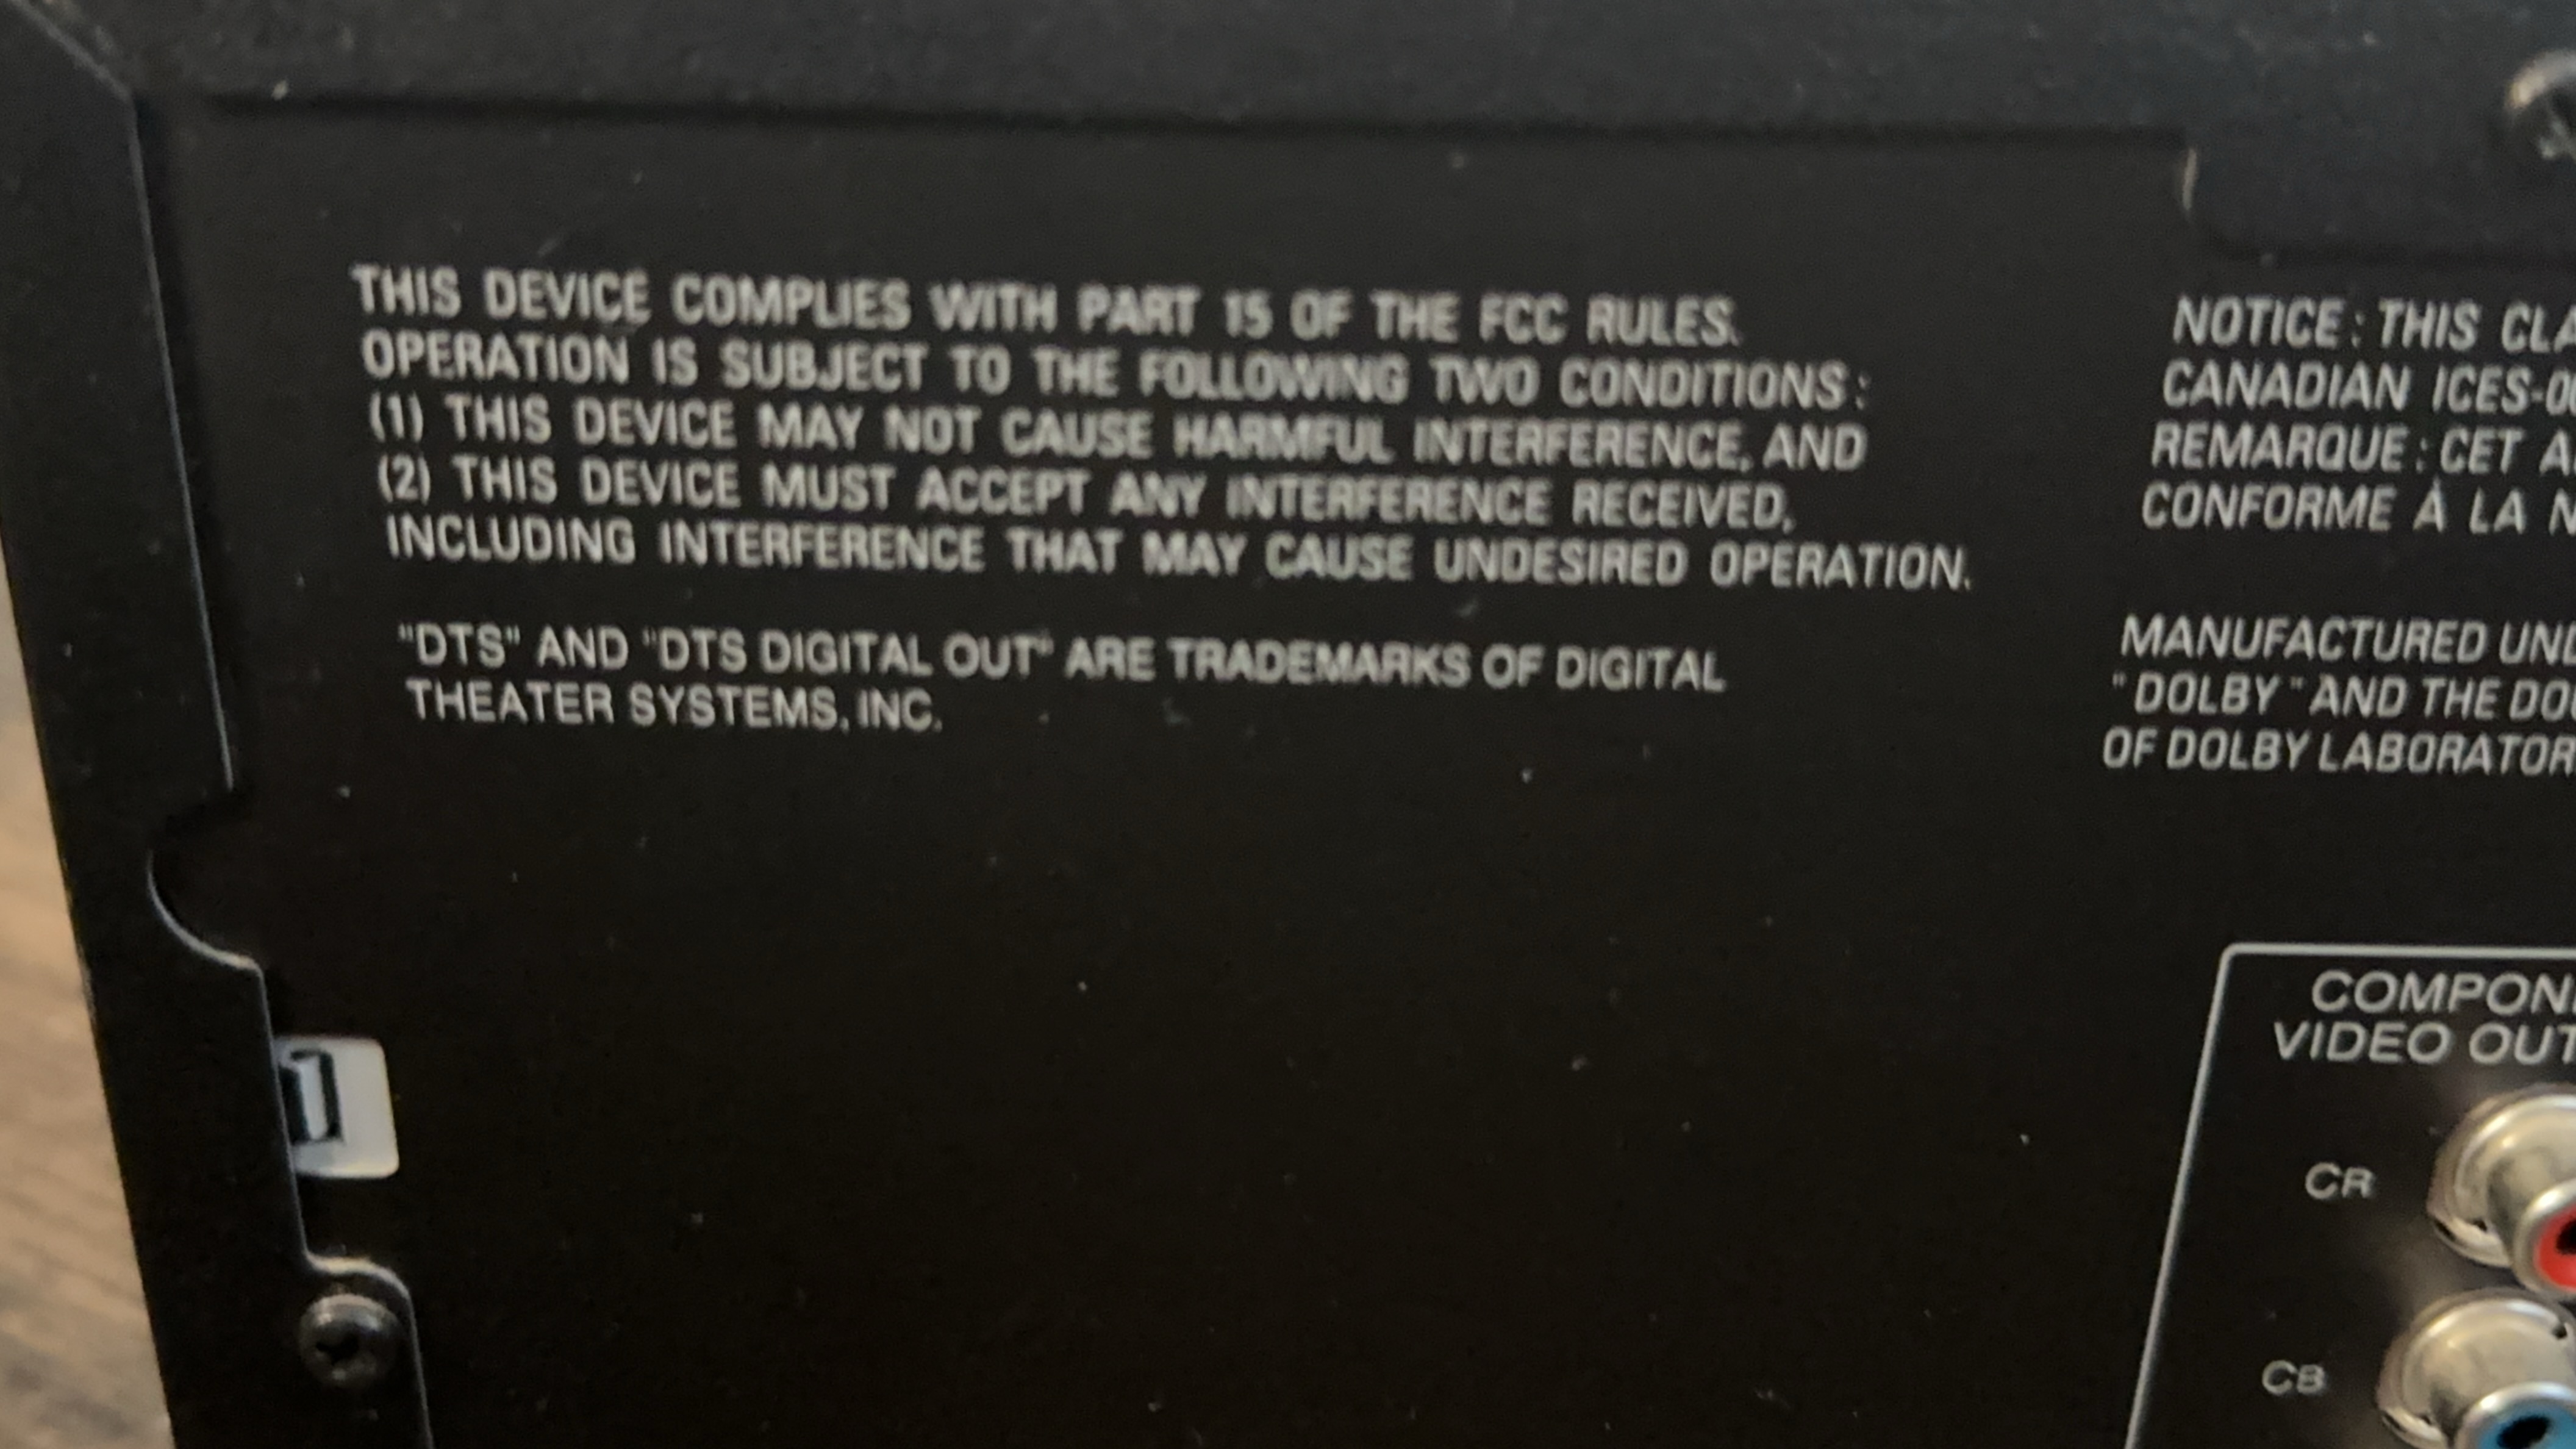 THIS DEVICE COMPLIES WITH PART 15 OF THE FCC RULES.
OPERATION IS SUBJECT TO THE FOLLOWING TWO CONDITIONS :
(1) THIS DEVICE MAY NOT CAUSE HARMFUL INTERFERENCE, AND
(2) THIS DEVICE MUST ACCEPT ANY INTERFERENCE RECEIVED,
INCLUDING INTERFERENCE THAT MAY CAUSE UNDESIRED OPERATION.
"DTS" AND "DTS DIGITAL OUT" ARE TRADEMARKS OF DIGITAL
THEATER SYSTEMS, INC.
NOTICE : THIS
CANADIAN
REMARQUE : CET
CONFORME À LA
MANUFACTURED
"DOLBY" AND THE
OF DOLBY
1
VIDEO
CR
CB